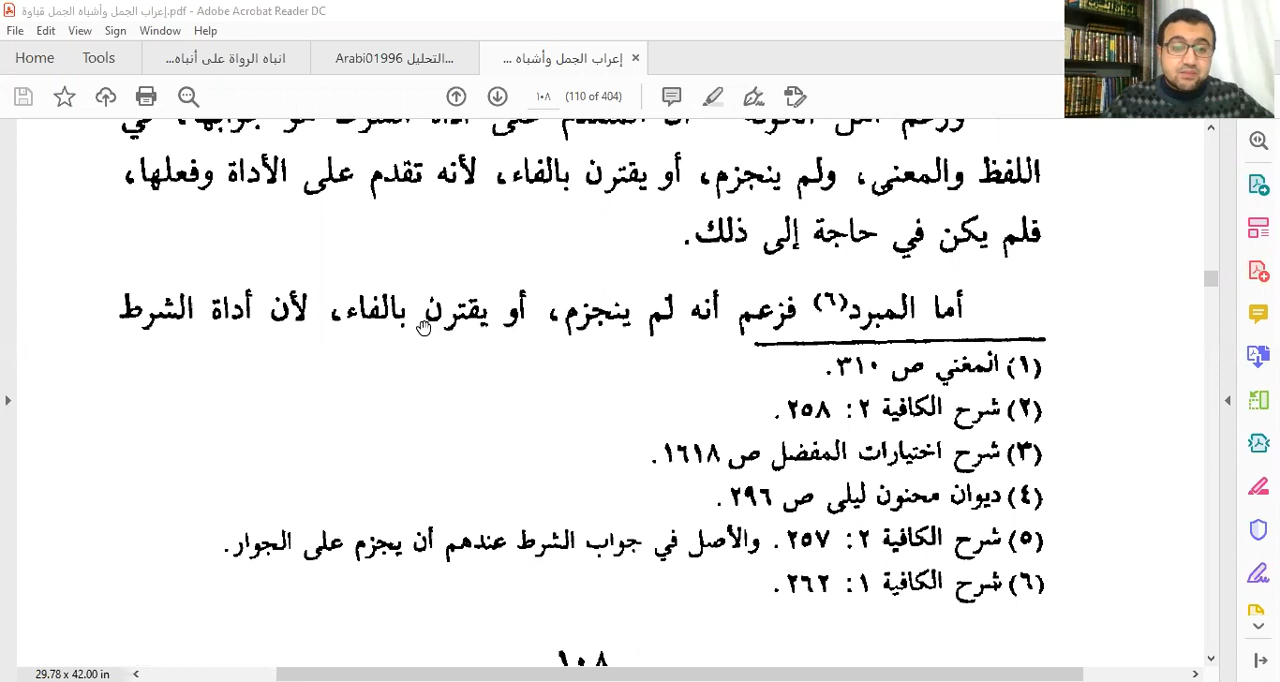 إعراب الجمل وأشباه الجمل قباوة.pdf - Adobe Acrobat Reader DC
File Edit View Sign Window Help
Home Tools انباه الرواة على أنباه... Arabi01996 التحليل... إعراب الجمل وأشباه ... ×
١٠٨ (110 of 404)
اللفظ والمعنى، ولم ينجزم، أو يقترن بالفاء، لأنه تقدم على الأداة وفعلها،
فلم يكن في حاجة إلى ذلك.
أما المبرد(٦) فزعم أنه لم ينجزم، أو يقترن بالفاء، لأن أداة الشرط
(١) المغني ص ٣١٠.
(٢) شرح الكافية ٢: ٢٥٨.
(٣) شرح اختيارات المفضل ص ١٦١٨.
(٤) ديوان مجنون ليلى ص ٢٩٦.
(٥) شرح الكافية ٢: ٢٥٧. والأصل في جواب الشرط عندهم أن يجزم على الجوار.
(٦) شرح الكافية ١: ٢٦٢.
١٠٨
29.78 x 42.00 in